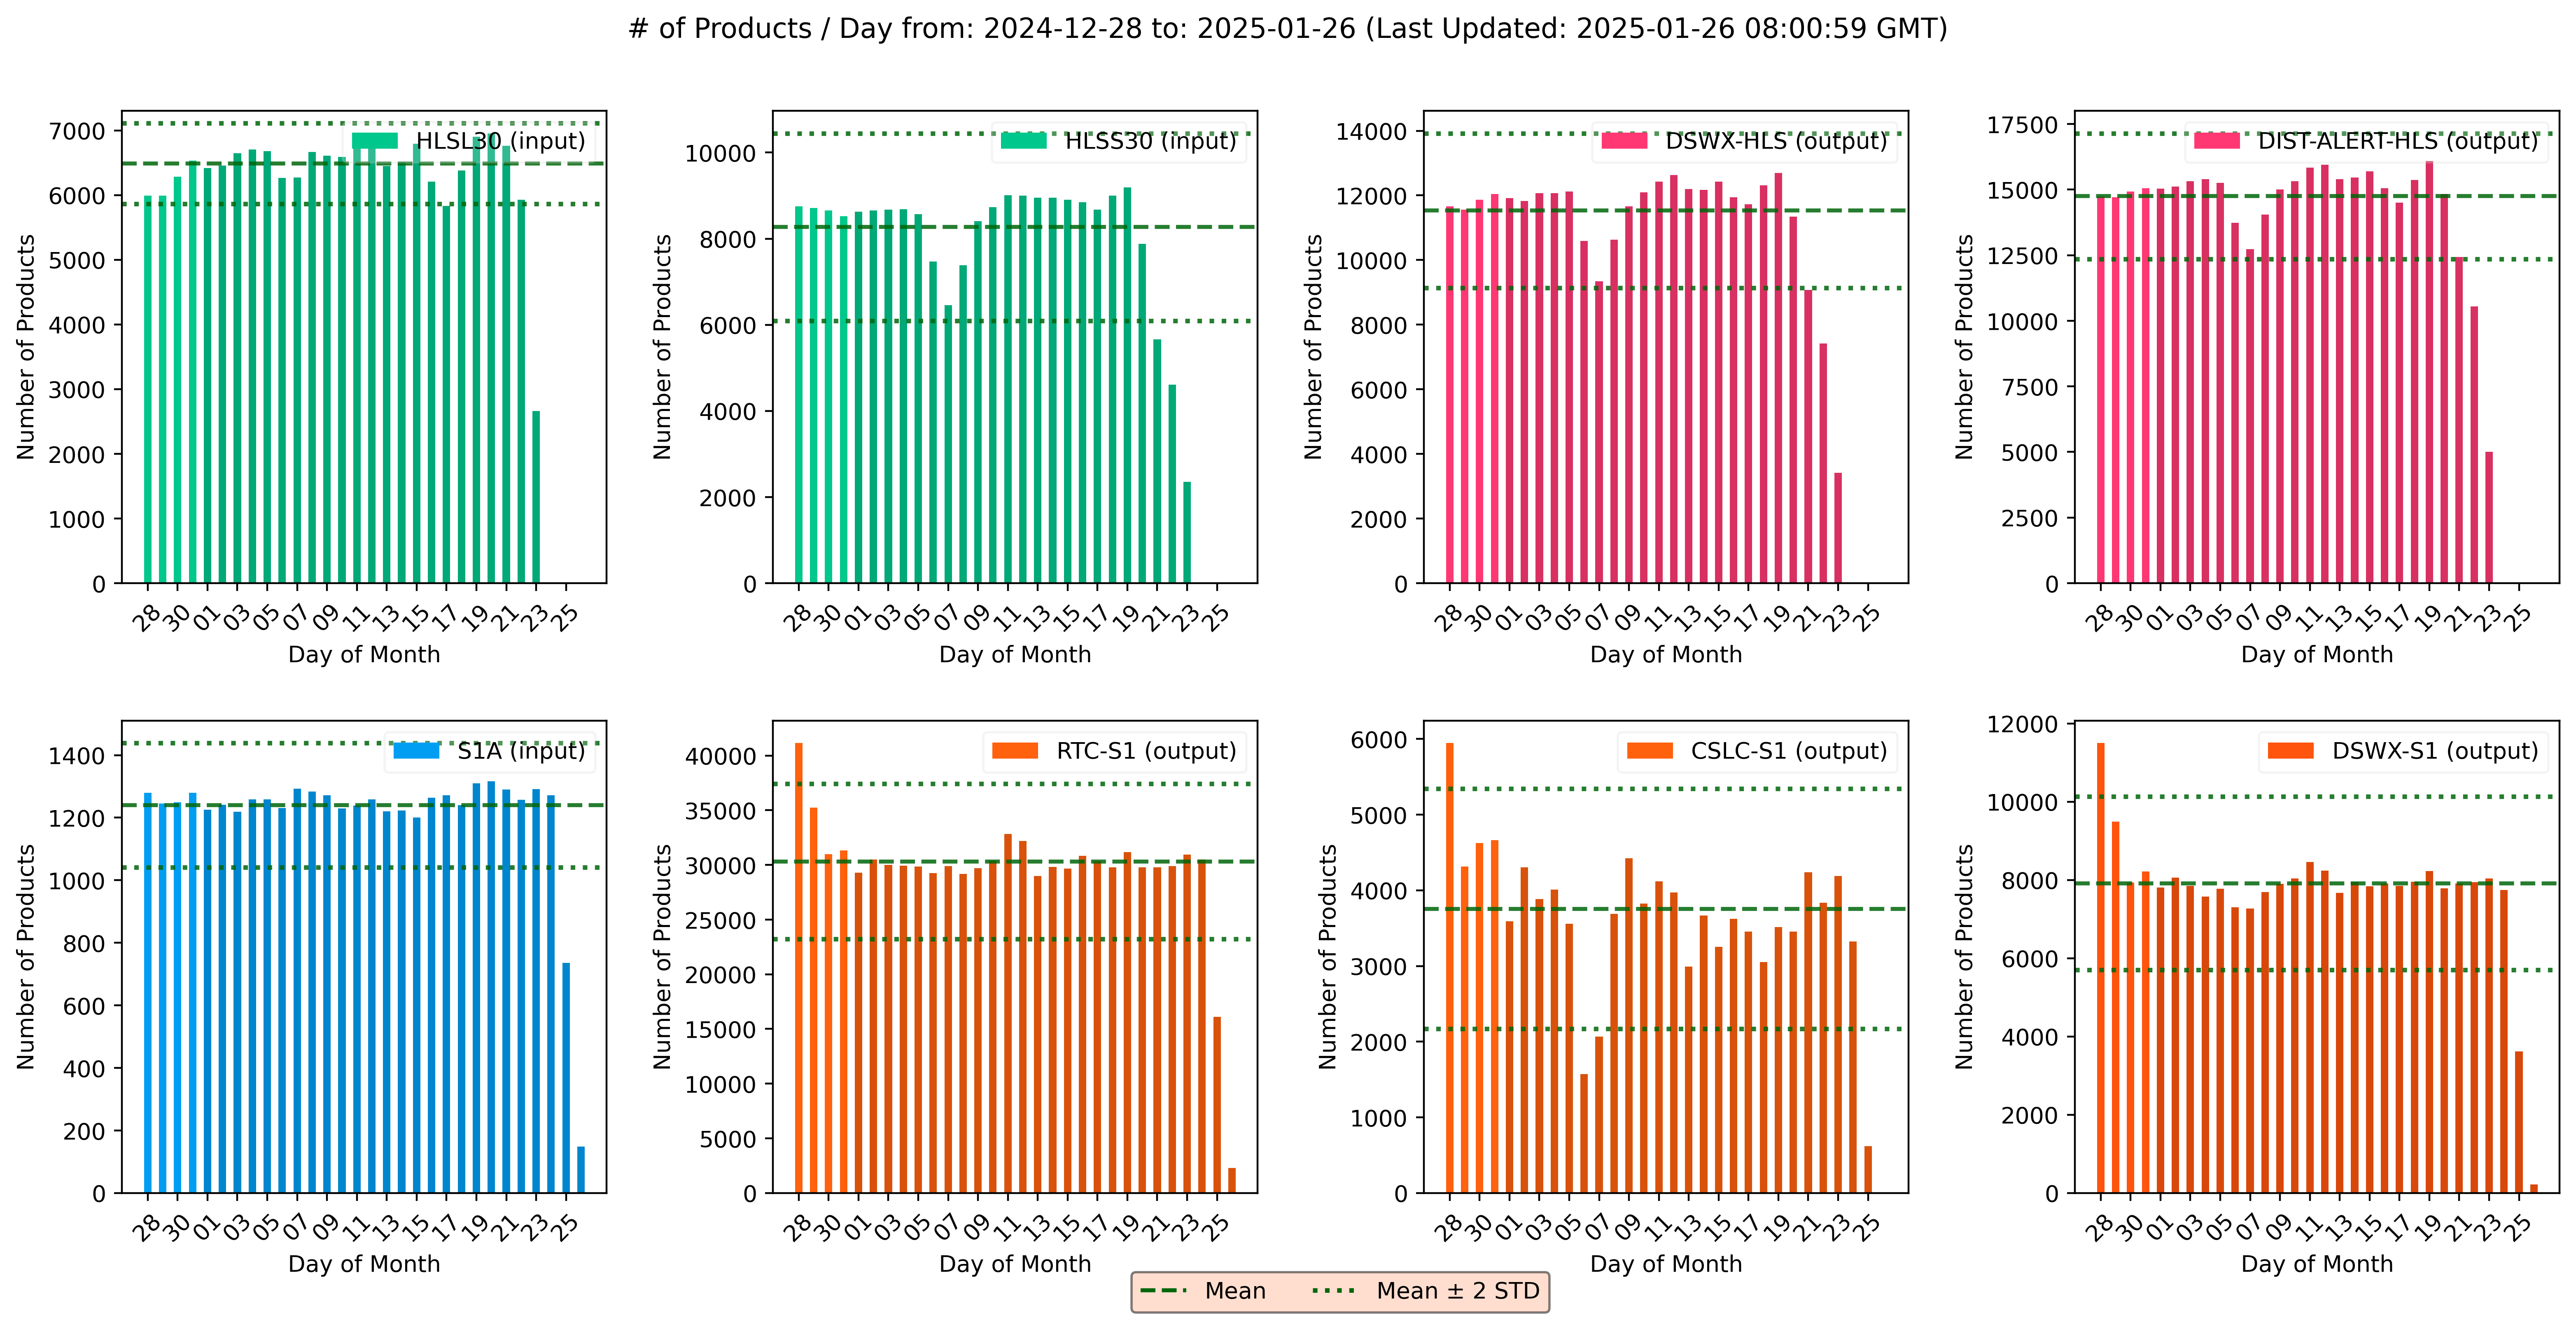 # of Products / Day from: 2024-12-28 to: 2025-01-26 (Last Updated: 2025-01-26 08:00:59 GMT)
HLSL30 (input)
Number of Products
7000
6000
5000
4000
3000
2000
1000
0
28 30 01 03 05 07 09 11 13 15 17 19 21 23 25
Day of Month
HLSS30 (input)
Number of Products
10000
8000
6000
4000
2000
0
28 30 01 03 05 07 09 11 13 15 17 19 21 23 25
Day of Month
DSWX-HLS (output)
Number of Products
14000
12000
10000
8000
6000
4000
2000
0
28 30 01 03 05 07 09 11 13 15 17 19 21 23 25
Day of Month
DIST-ALERT-HLS (output)
Number of Products
17500
15000
12500
10000
7500
5000
2500
0
28 30 01 03 05 07 09 11 13 15 17 19 21 23 25
Day of Month
S1A (input)
Number of Products
1400
1200
1000
800
600
400
200
0
28 30 01 03 05 07 09 11 13 15 17 19 21 23 25
Day of Month
RTC-S1 (output)
Number of Products
40000
35000
30000
25000
20000
15000
10000
5000
0
28 30 01 03 05 07 09 11 13 15 17 19 21 23 25
Day of Month
CSLC-S1 (output)
Number of Products
6000
5000
4000
3000
2000
1000
0
28 30 01 03 05 07 09 11 13 15 17 19 21 23 25
Day of Month
DSWX-S1 (output)
Number of Products
12000
10000
8000
6000
4000
2000
0
28 30 01 03 05 07 09 11 13 15 17 19 21 23 25
Day of Month
Mean
Mean ± 2 STD